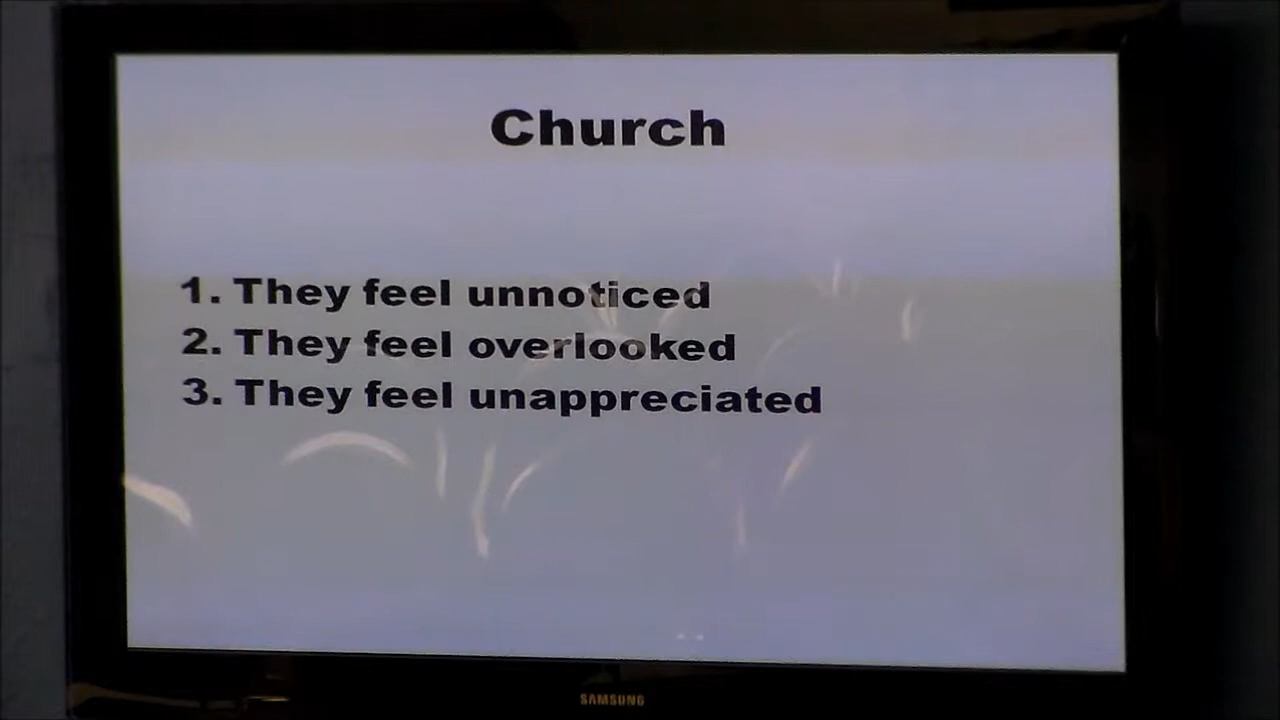 Church
1. They feel unnoticed
2. They feel overlooked
3. They feel unappreciated
SAMSUNG